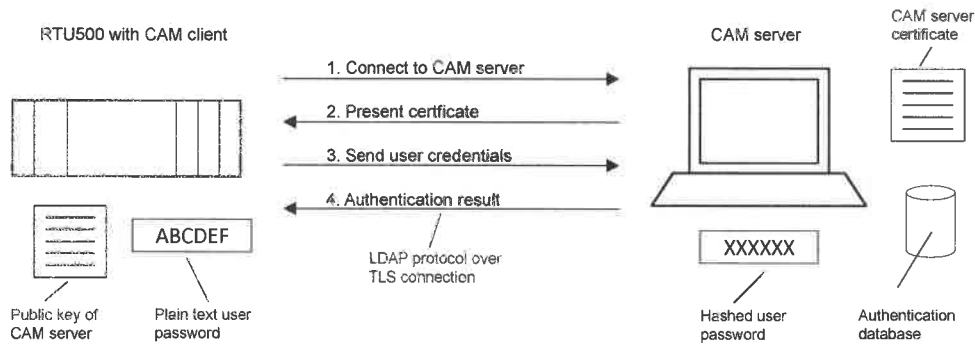 RTU500 with CAM client
CAM server
CAM server
certificate
1. Connect to CAM server
2. Present certficate
3. Send user credentials
4. Authentication result
LDAP protocol over
TLS connection
ABCDEF
XXXXXX
Public key of
CAM server
Plain text user
password
Hashed user
password
Authentication
database